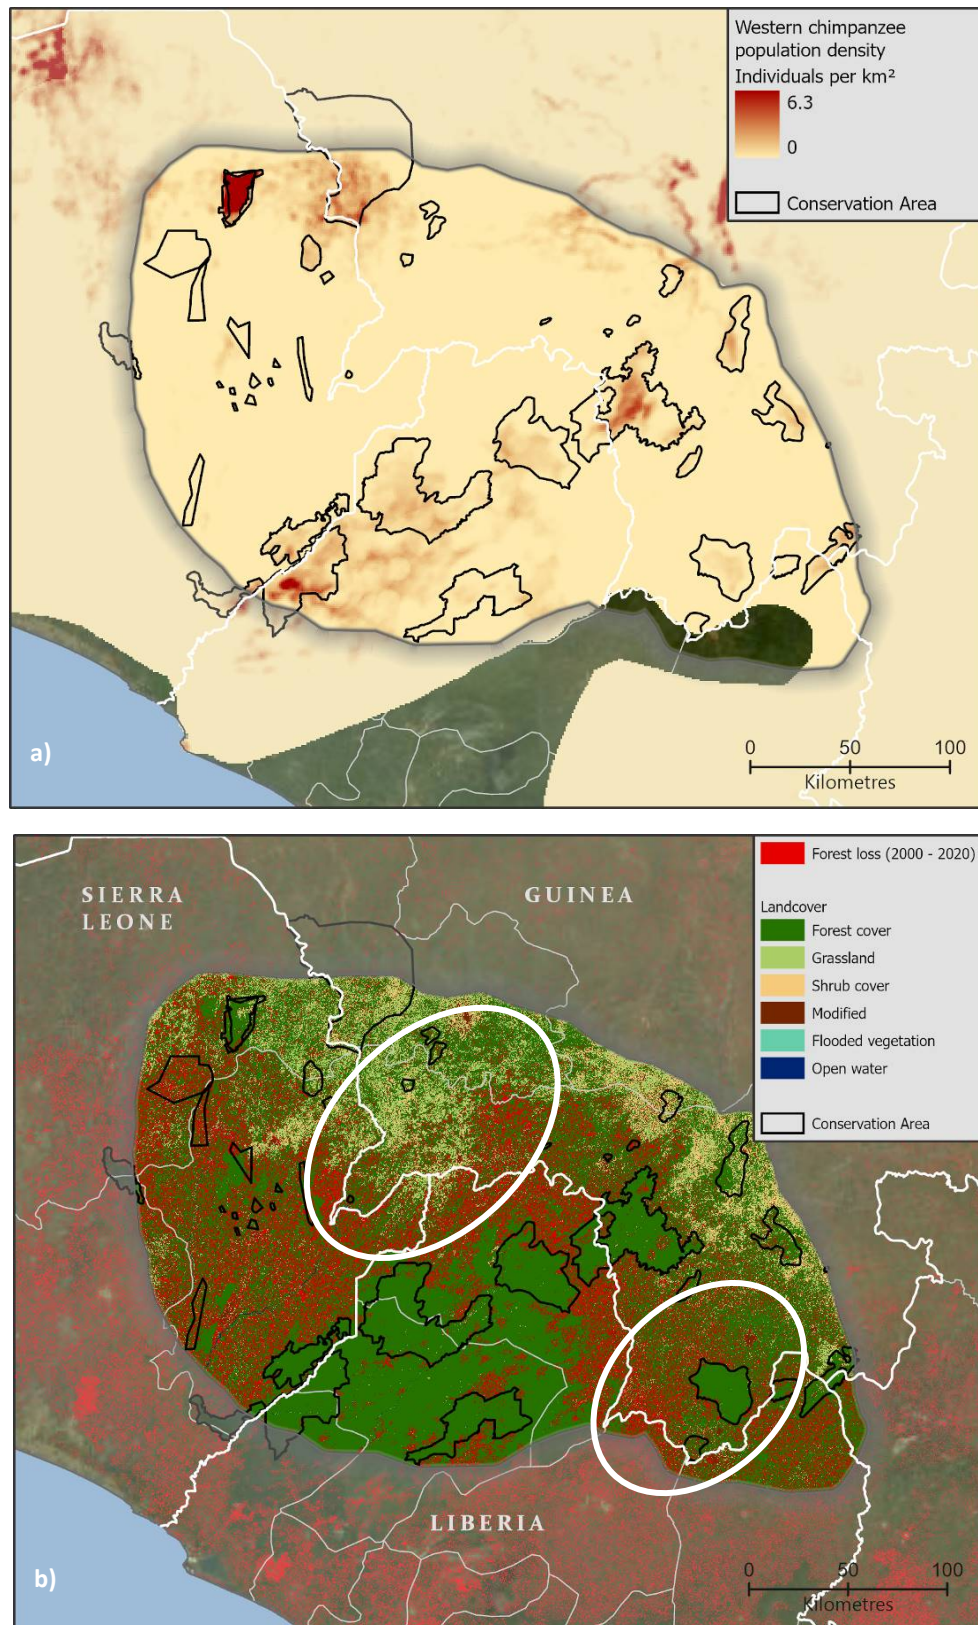 Western chimpanzee
population density
Individuals per km²
6.3
0
Conservation Area
a)
0 50 100
Kilometres
Forest loss (2000 - 2020)
Landcover
Forest cover
Grassland
Shrub cover
Modified
Flooded vegetation
Open water
Conservation Area
SIERRA
LEONE
GUINEA
LIBERIA
b)
0 50 100
Kilometres